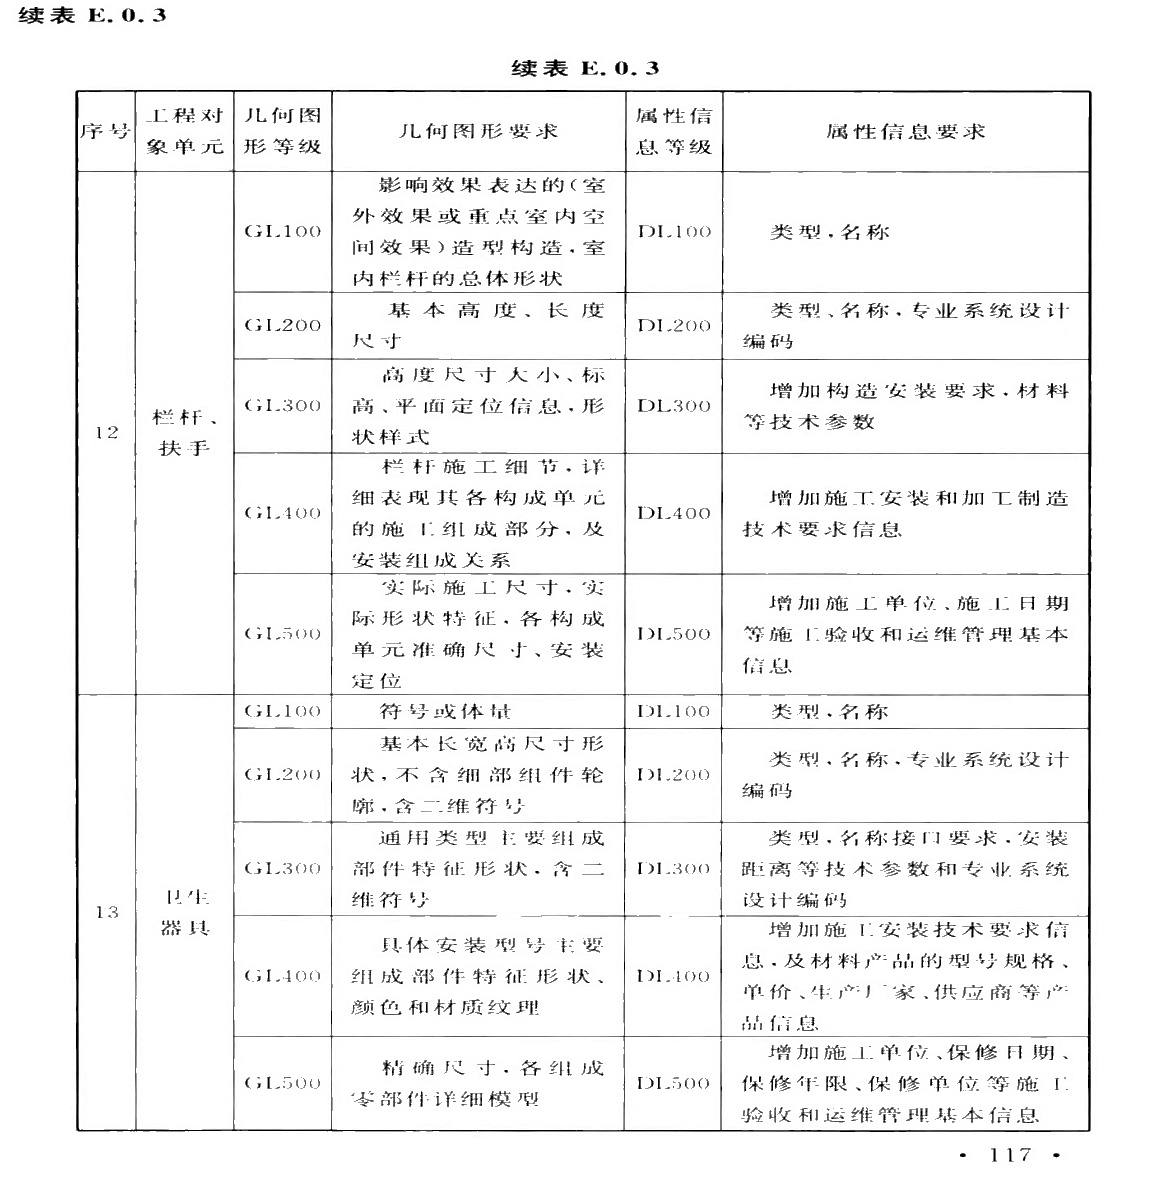 续表 E.0.3
续表 E.0.3
序号
工程对
象单元
几何图
形等级
几何图形要求
属性信
息等级
属性信息要求
12
栏杆、
扶手
GL100
影响效果表达的(室
外效果或重点室内空
间效果)造型构造,室
内栏杆的总体形状
DL100
类型,名称
GL200
基本高度、长度
尺寸
DL200
类型、名称,专业系统设计
编码
GL300
高度尺寸大小、标
高、平面定位信息,形
状样式
DL300
增加构造安装要求,材料
等技术参数
GL400
栏杆施工细节,详
细表现其各构成单元
的施工组成部分,及
安装组成关系
DL400
增加施工安装和加工制造
技术要求信息
GL500
实际施工尺寸,实
际形状特征,各构成
单元准确尺寸、安装
定位
DL500
增加施工单位、施工日期
等施工验收和运维管理基本
信息
13
卫生
器具
GL100
符号或体量
DL100
类型,名称
GL200
基本长宽高尺寸形
状,不含细部组件轮
廓,含二维符号
DL200
类型,名称,专业系统设计
编码
GL300
通用类型主要组成
部件特征形状,含二
维符号
DL300
类型,名称接口要求,安装
距离等技术参数和专业系统
设计编码
GL400
具体安装型号主要
组成部件特征形状、
颜色和材质纹理
DL400
增加施工安装技术要求信
息,及材料产品的型号规格、
单价、生产厂家、供应商等产
品信息
GL500
精确尺寸,各组成
零部件详细模型
DL500
增加施工单位、保修日期、
保修年限、保修单位等施工
验收和运维管理基本信息
· 117 ·